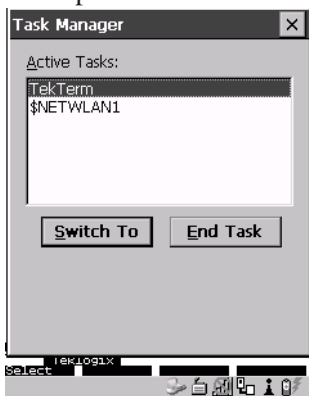 Task Manager
Active Tasks:
TekTerm
$NETWLAN1
Switch To
End Task
Teklogix
Select